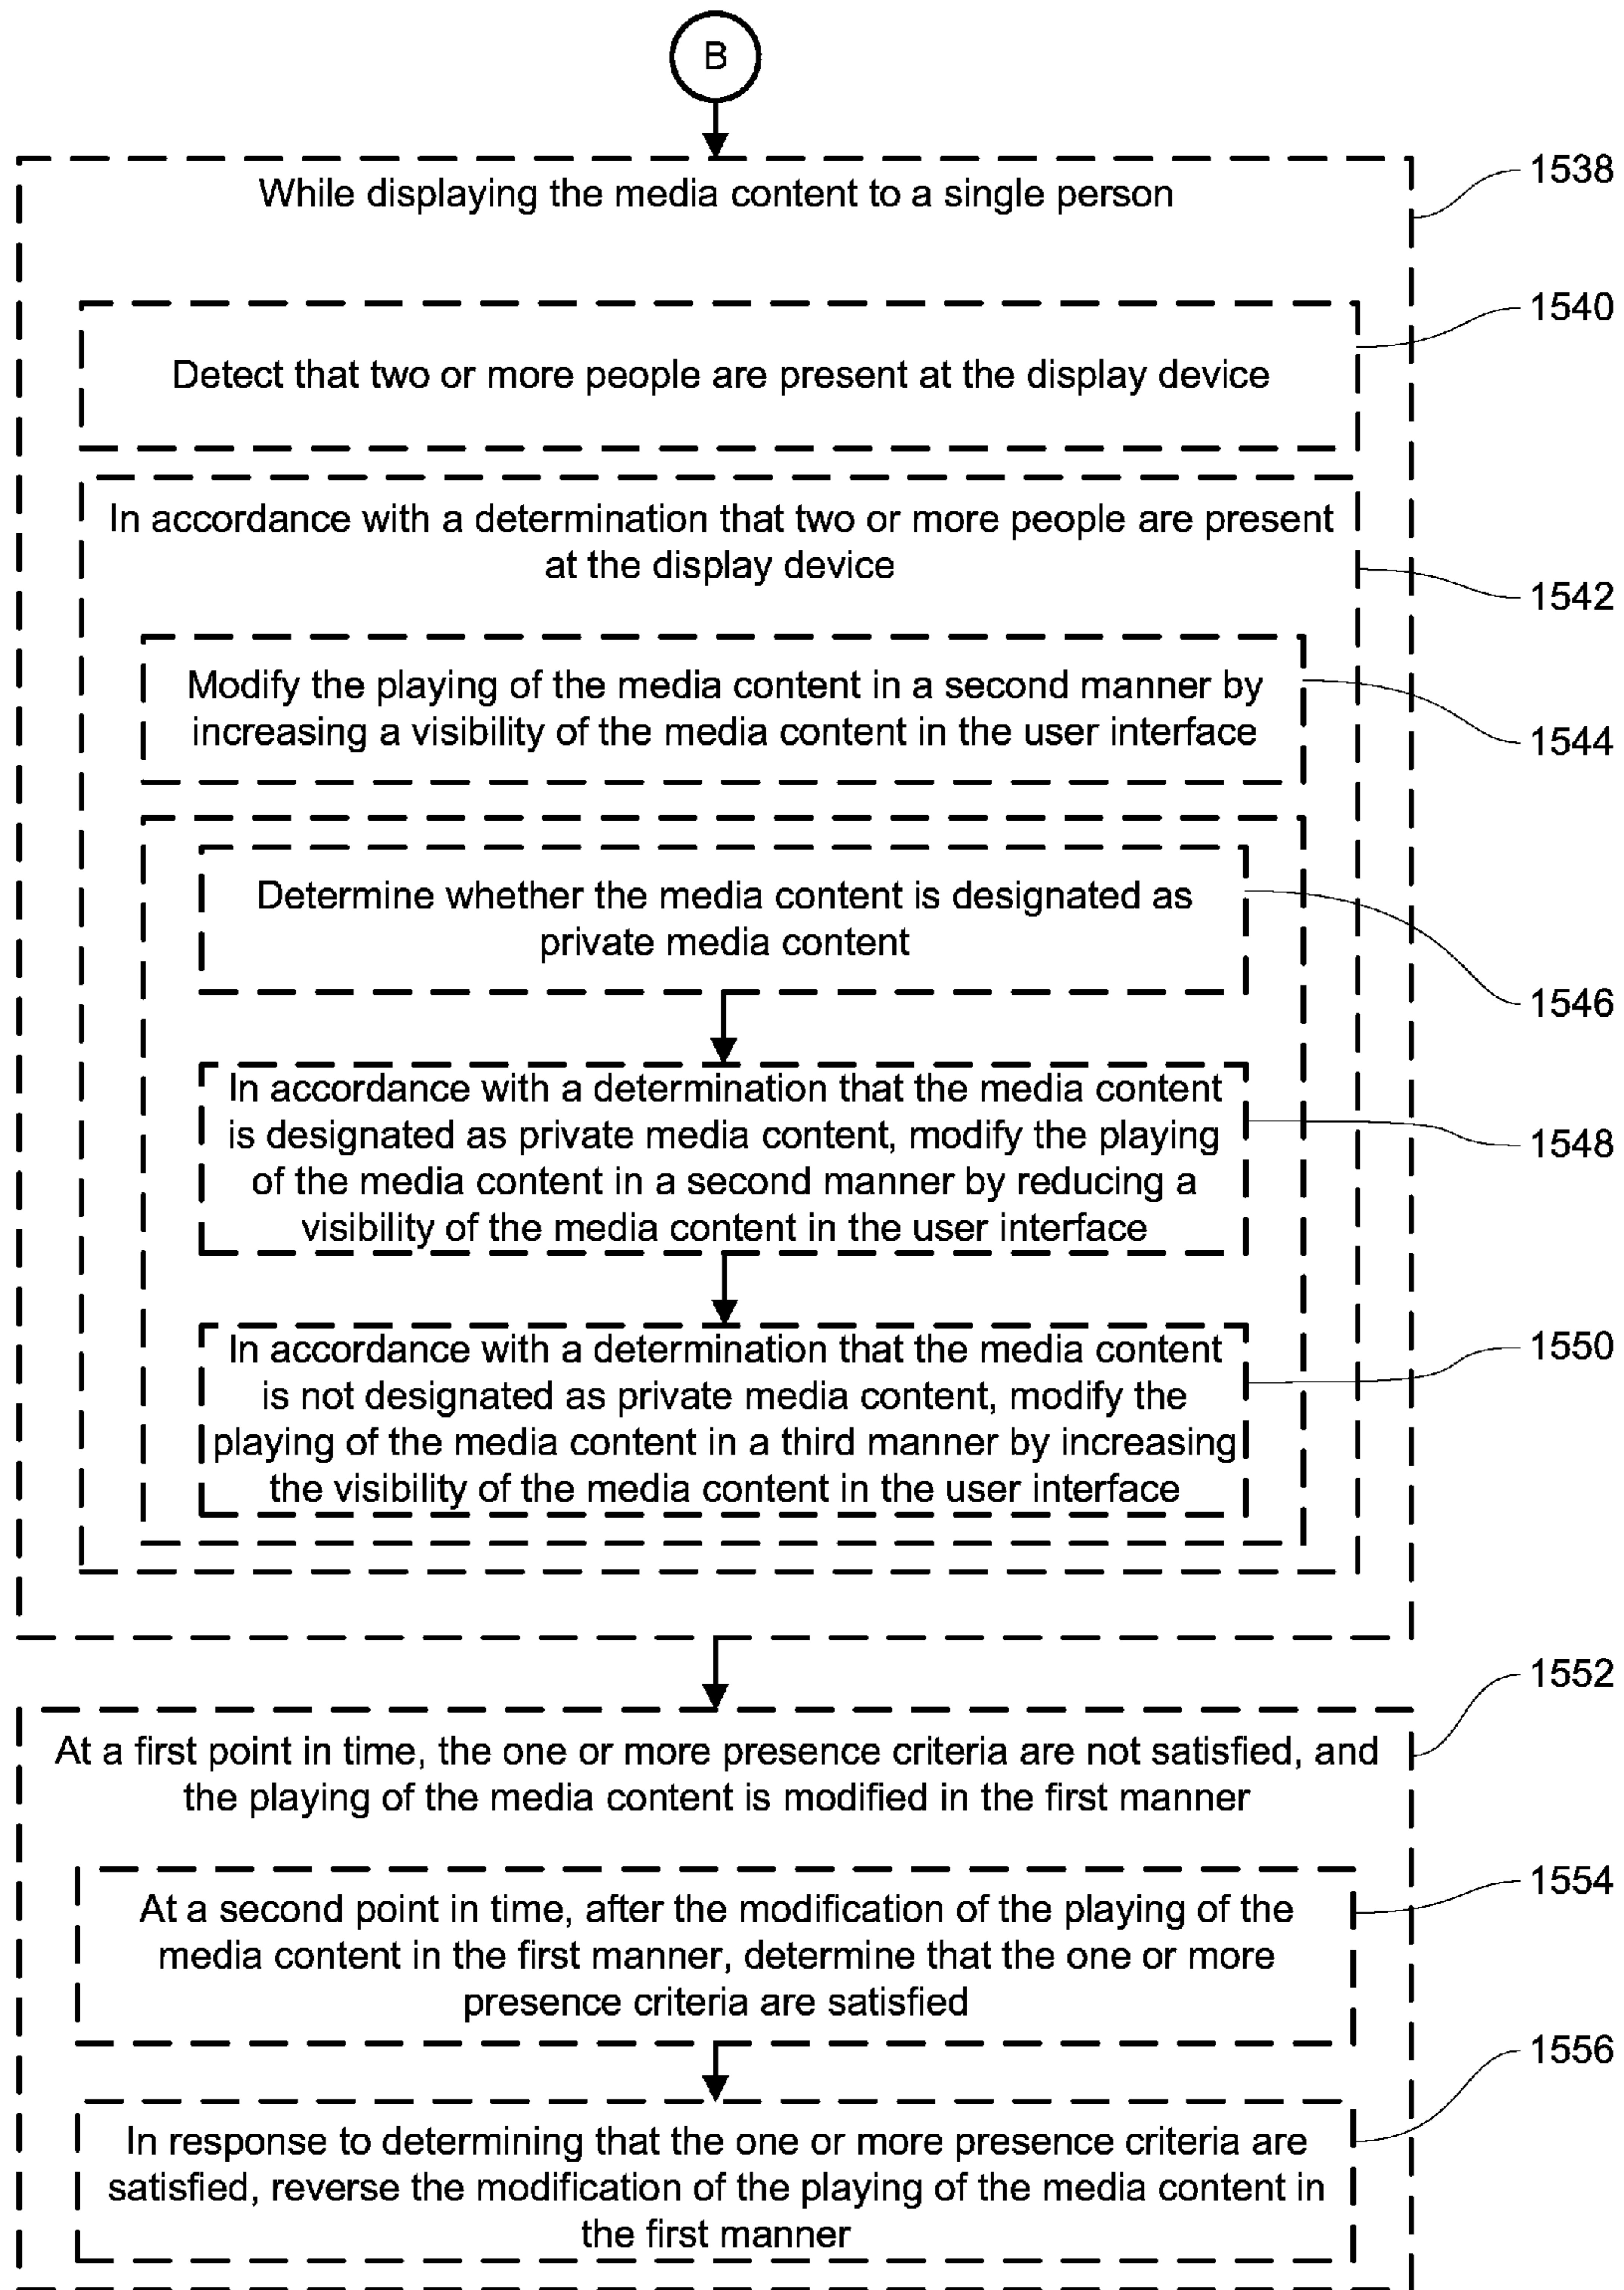 B
While displaying the media content to a single person
1538
1540
Detect that two or more people are present at the display device
In accordance with a determination that two or more people are present
at the display device
1542
Modify the playing of the media content in a second manner by
increasing a visibility of the media content in the user interface
1544
Determine whether the media content is designated as
private media content
1546
In accordance with a determination that the media content
is designated as private media content, modify the playing
of the media content in a second manner by reducing a
visibility of the media content in the user interface
1548
In accordance with a determination that the media content
is not designated as private media content, modify the
playing of the media content in a third manner by increasing
the visibility of the media content in the user interface
1550
1552
At a first point in time, the one or more presence criteria are not satisfied, and
the playing of the media content is modified in the first manner
1554
At a second point in time, after the modification of the playing of the
media content in the first manner, determine that the one or more
presence criteria are satisfied
1556
In response to determining that the one or more presence criteria are
satisfied, reverse the modification of the playing of the media content in
the first manner